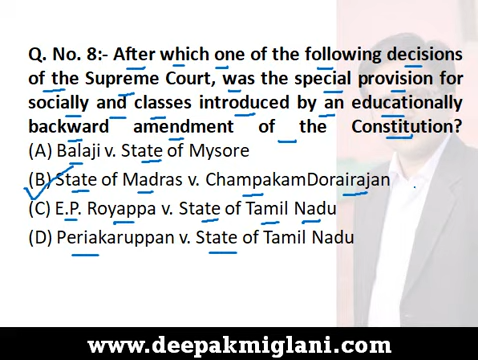 Q. No. 8:- After which one of the following decisions
of the Supreme Court, was the special provision for
socially and classes introduced by an educationally
backward amendment of the Constitution?
(A) Balaji v. State of Mysore
(B) State of Madras v. ChampakamDorairajan
(C) E.P. Royappa v. State of Tamil Nadu
(D) Periakaruppan v. State of Tamil Nadu
www.deepakmiglani.com